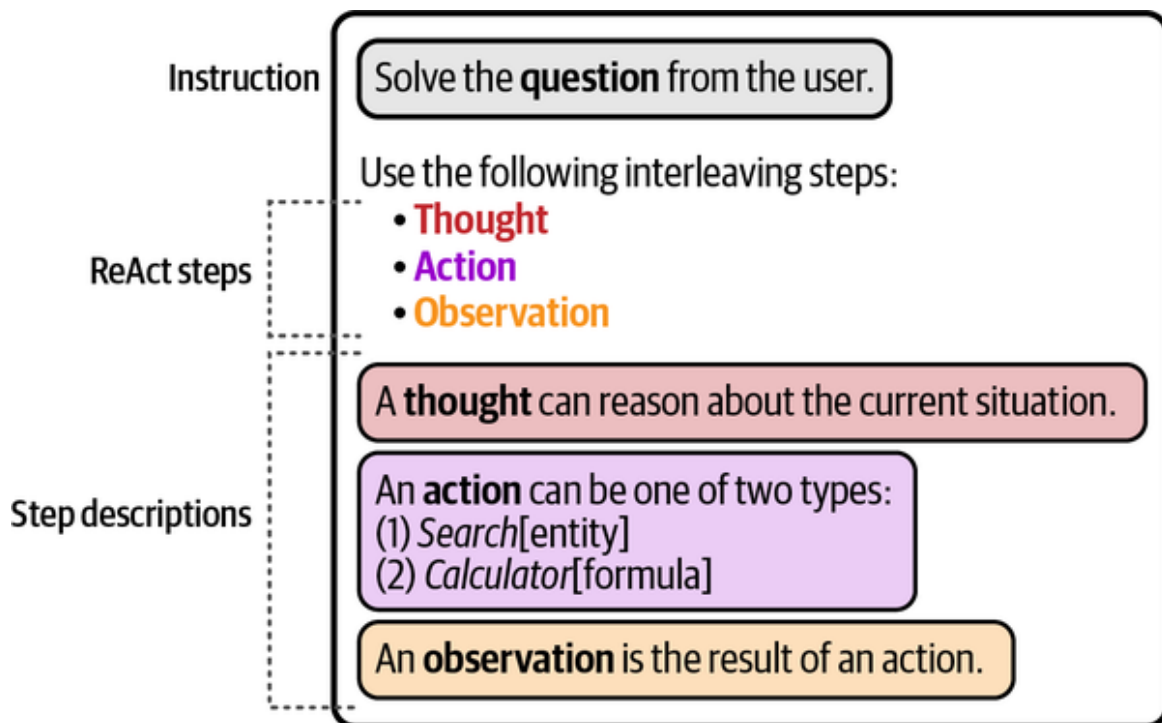 Instruction
Solve the question from the user.
Use the following interleaving steps:
ReAct steps
• Thought
• Action
• Observation
Step descriptions
A thought can reason about the current situation.
An action can be one of two types:
(1) Search[entity]
(2) Calculator[formula]
An observation is the result of an action.